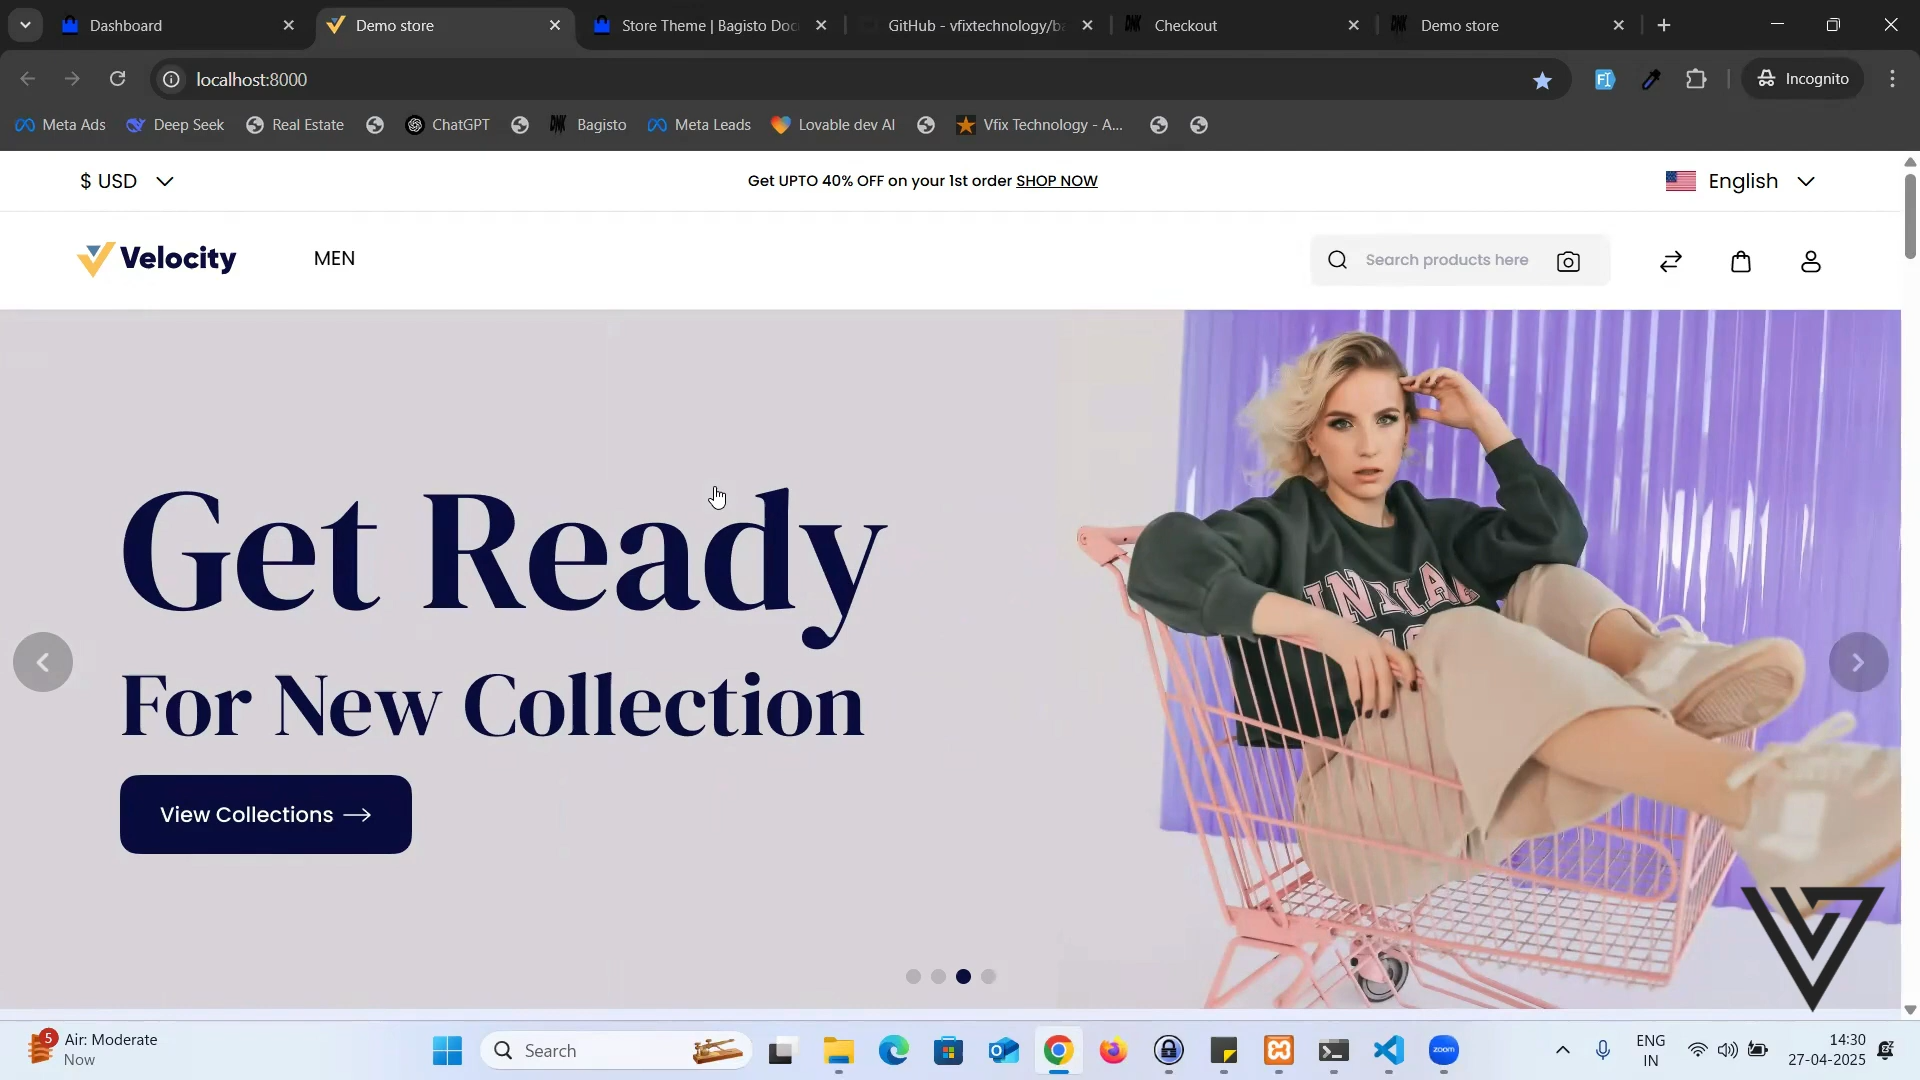 Dashboard
Demo store
Store Theme | Bagisto Doc
GitHub - vfixtechnology/ba
Checkout
Demo store
localhost:8000
Incognito
Meta Ads
Deep Seek
Real Estate
ChatGPT
Bagisto
Meta Leads
Lovable dev AI
Vfix Technology - A...
$ USD
Get UPTO 40% OFF on your 1st order SHOP NOW
English
Velocity
MEN
Search products here
Get Ready
For New Collection
View Collections
5
Air: Moderate
Now
Search
zoom
ENG
IN
14:30
27-04-2025